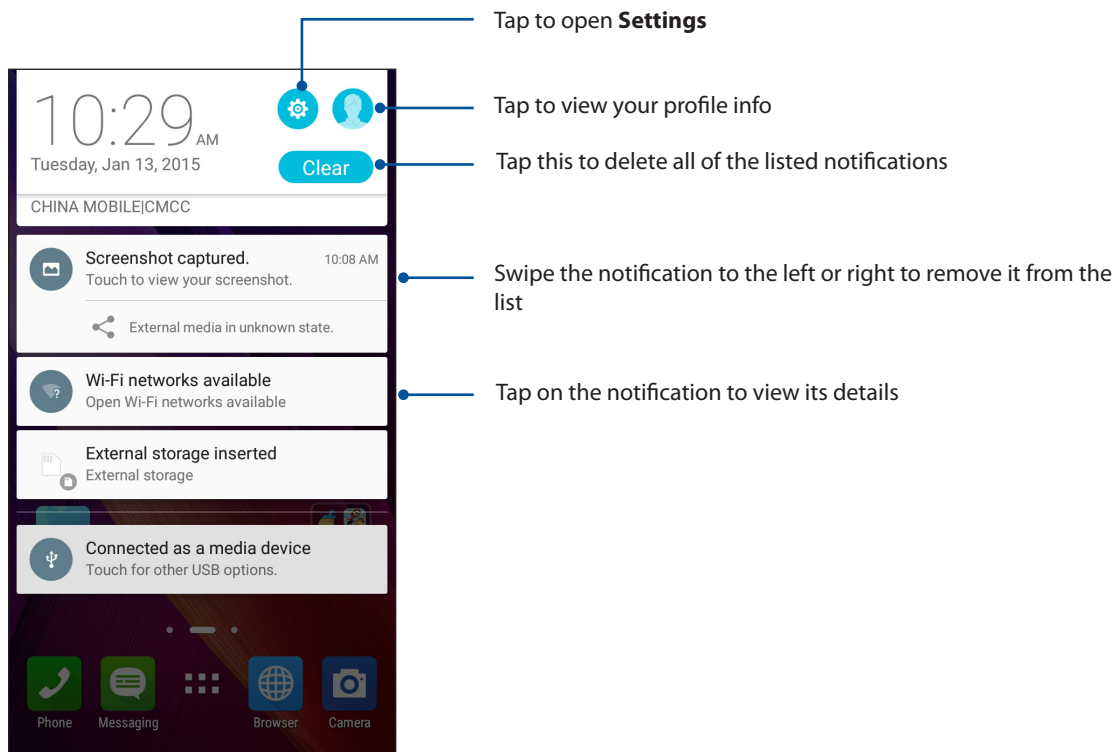 Tap to open Settings
10:29 AM
Tap to view your profile info
Tuesday, Jan 13, 2015
Clear
Tap this to delete all of the listed notifications
CHINA MOBILE|CMCC
Screenshot captured.
10:08 AM
Touch to view your screenshot.
Swipe the notification to the left or right to remove it from the
list
External media in unknown state.
Wi-Fi networks available
Open Wi-Fi networks available
?
Tap on the notification to view its details
External storage inserted
External storage
Connected as a media device
Touch for other USB options.
Phone
Messaging
Browser
Camera